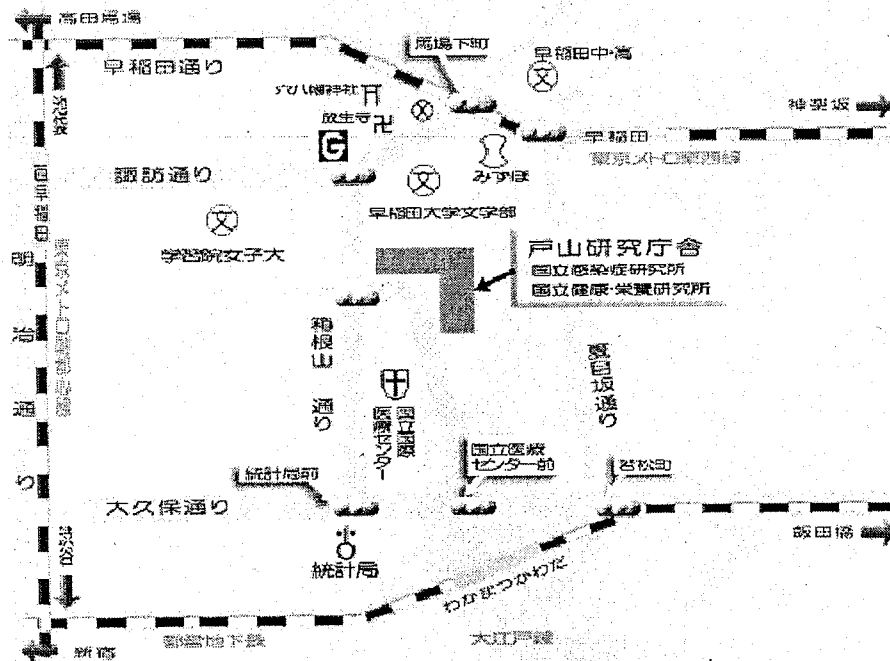 高田馬場
馬場下町
早稲田中・高
早稲田通り
穴八幡神社
放生寺
神楽坂
早稲田
東京メトロ東西線
みずほ
西早稲田
諏訪通り
早稲田大学文学部
学習院女子大
戸山研究庁舎
国立感染症研究所
国立健康・栄養研究所
明治通り
箱根山通り
夏目坂通り
国立国際
医療センター
国立医療
センター前
若松町
統計局前
大久保通り
飯田橋
渋谷
統計局
わかまつかわだ
都営地下鉄
大江戸線
新宿